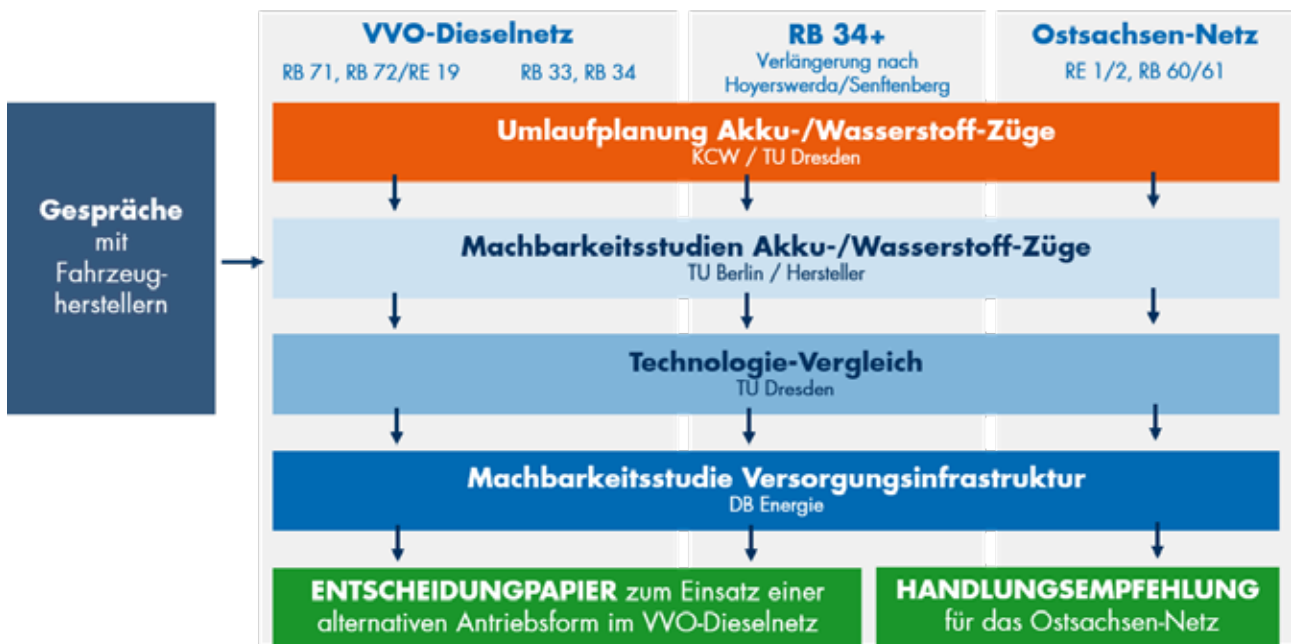 VVO-Dieselnetz
RB 71, RB 72/RE 19
RB 33, RB 34
RB 34+
Verlängerung nach
Hoyerswerda/Senftenberg
Ostsachsen-Netz
RE 1/2, RB 60/61
Gespräche
mit
Fahrzeug-
herstellern
Umlaufplanung Akku-/Wasserstoff-Züge
KCW / TU Dresden
Machbarkeitsstudien Akku-/Wasserstoff-Züge
TU Berlin / Hersteller
Technologie-Vergleich
TU Dresden
Machbarkeitsstudie Versorgungsinfrastruktur
DB Energie
ENTSCHEIDUNGPAPIER zum Einsatz einer
alternativen Antriebsform im VVO-Dieselnetz
HANDLUNGSEMPFEHLUNG
für das Ostsachsen-Netz